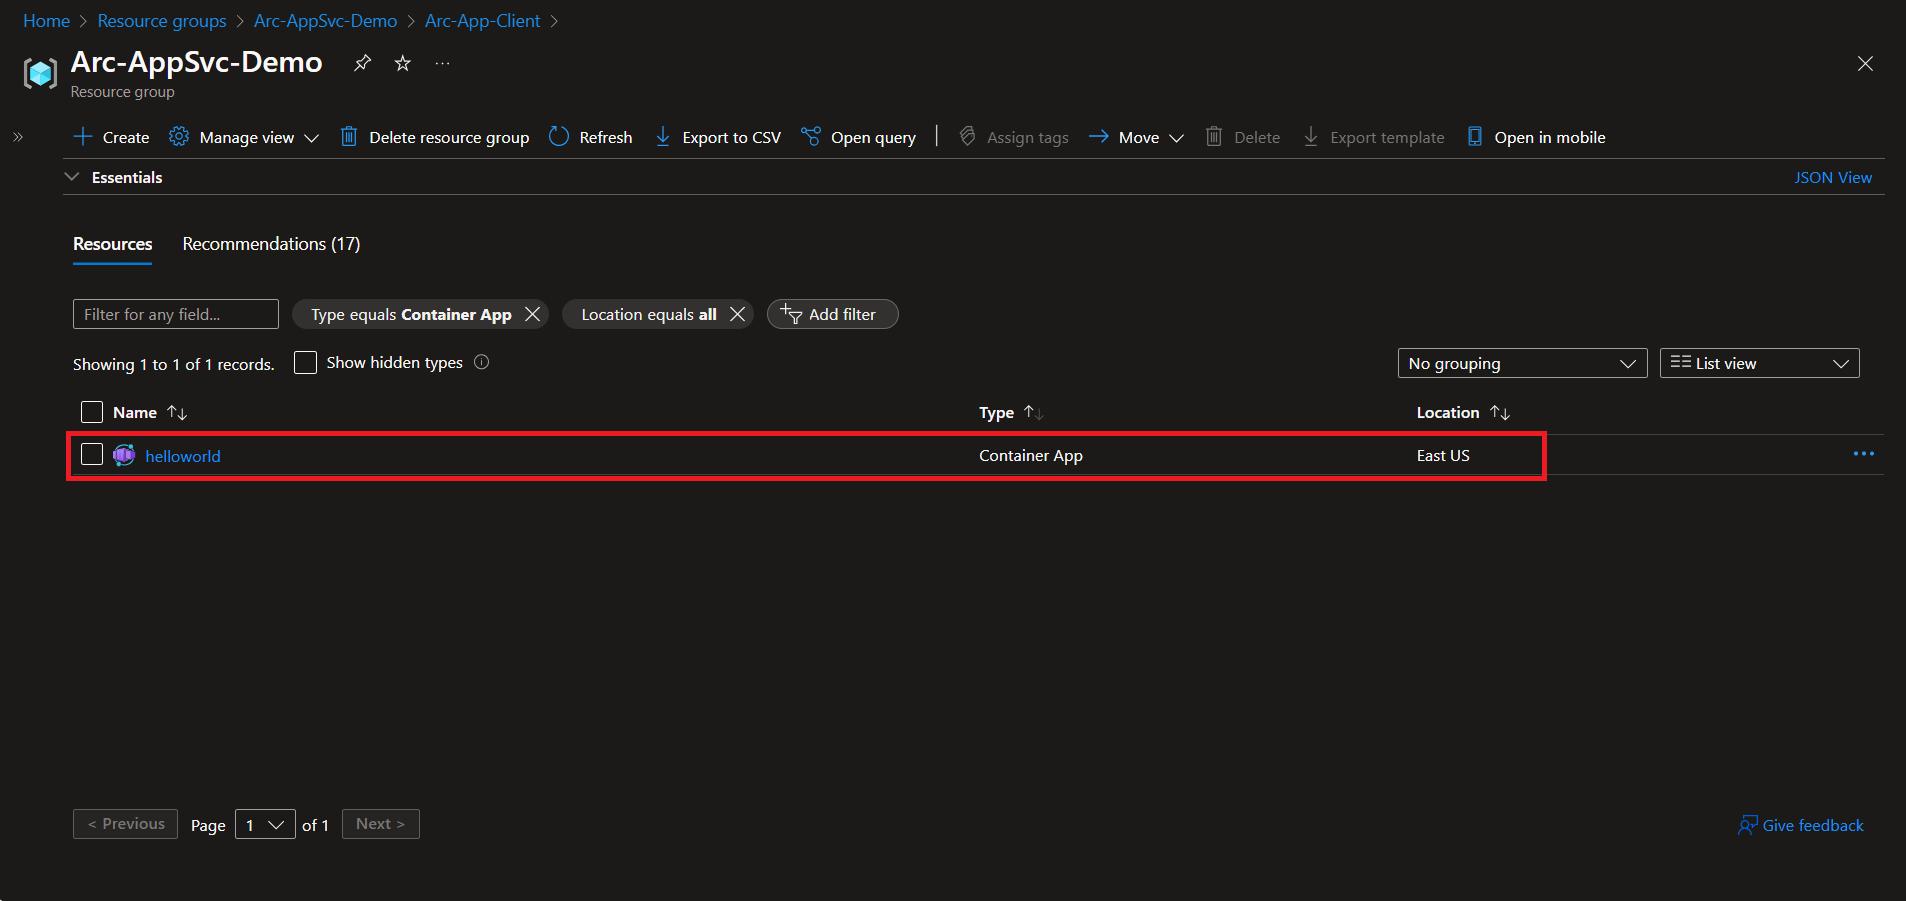 Home > Resource groups > Arc-AppSvc-Demo > Arc-App-Client >
Arc-AppSvc-Demo ...
Resource group
» Create Manage view Delete resource group Refresh Export to CSV Open query | Assign tags Move Delete Export template Open in mobile
Essentials JSON View
Resources Recommendations (17)
Filter for any field... Type equals Container App Location equals all Add filter
Showing 1 to 1 of 1 records. Show hidden types No grouping List view
Name Type Location
helloworld Container App East US ...
< Previous Page 1 of 1 Next > Give feedback